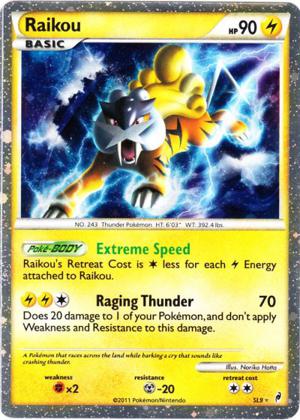 Raikou HP 90
BASIC
NO. 243 Thunder Pokémon HT: 6'03" WT: 392.4 lbs.
Poké-BODY Extreme Speed
Raikou's Retreat Cost is less for each Energy
attached to Raikou.
Raging Thunder 70
Does 20 damage to 1 of your Pokémon, and don't apply
Weakness and Resistance to this damage.
A Pokémon that races across the land while barking a cry that sounds like
crashing thunder.
Illus. Noriko Hotta
weakness resistance retreat cost
×2 -20
©2011 Pokémon/Nintendo SL9